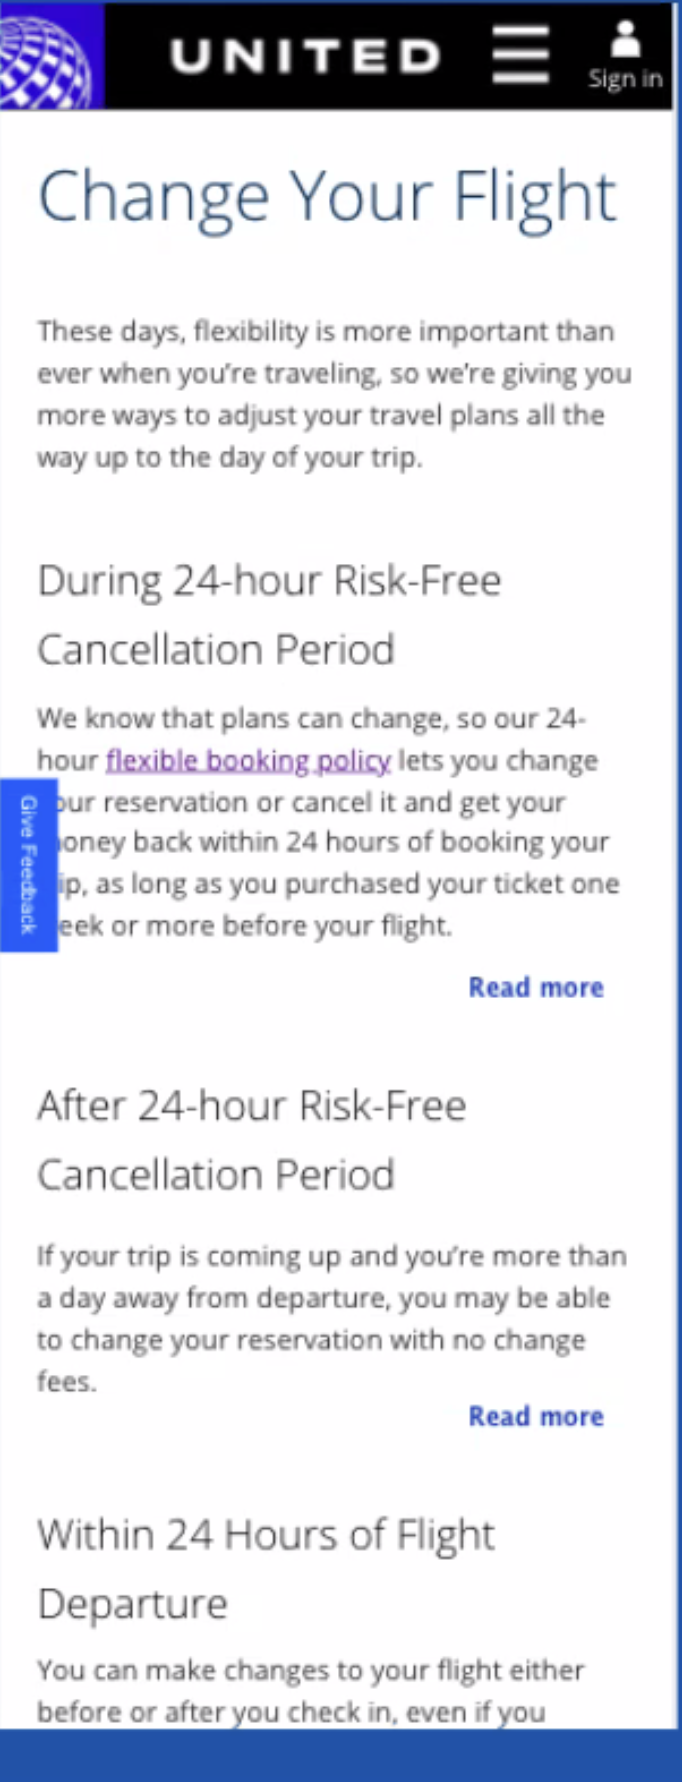 UNITED
Sign in
Change Your Flight
These days, flexibility is more important than
ever when you’re traveling, so we’re giving you
more ways to adjust your travel plans all the
way up to the day of your trip.
During 24-hour Risk-Free
Cancellation Period
We know that plans can change, so our 24-
hour flexible booking policy lets you change
our reservation or cancel it and get your
oney back within 24 hours of booking your
ip, as long as you purchased your ticket one
eek or more before your flight.
Give Feedback
Read more
After 24-hour Risk-Free
Cancellation Period
If your trip is coming up and you’re more than
a day away from departure, you may be able
to change your reservation with no change
fees.
Read more
Within 24 Hours of Flight
Departure
You can make changes to your flight either
before or after you check in, even if you